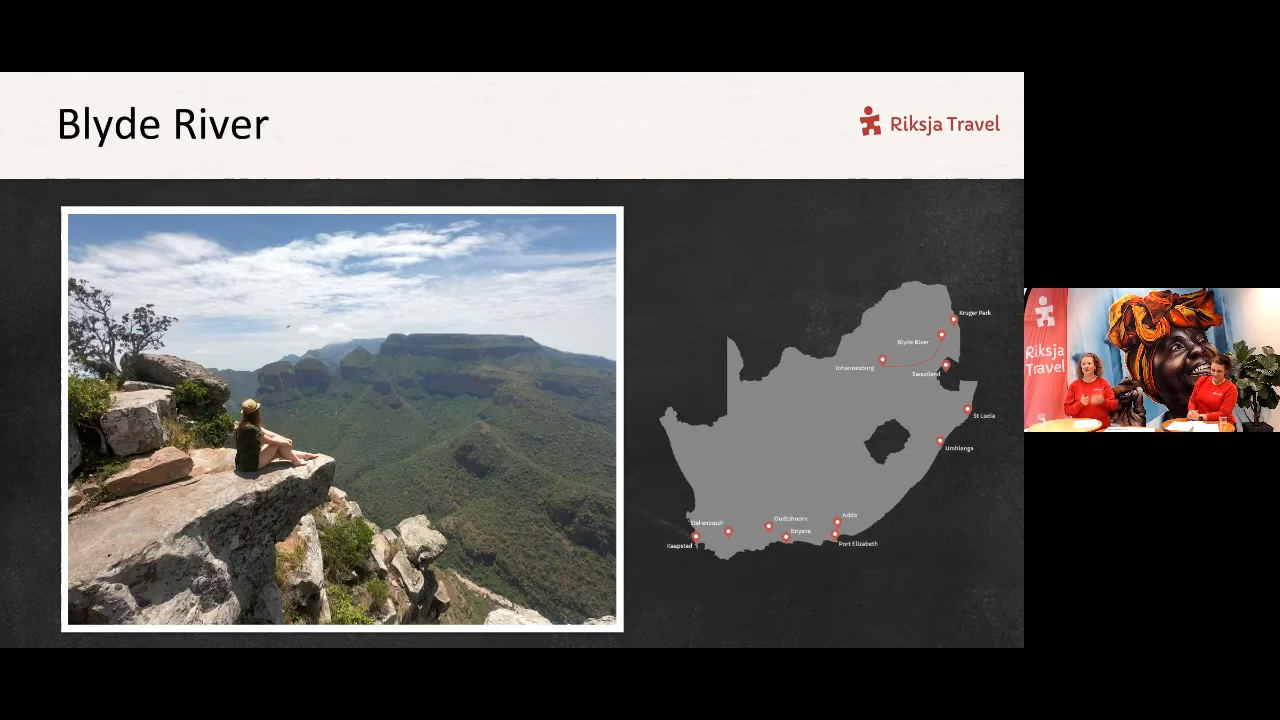 Blyde River
Riksja Travel
Kruger Park
Blyde River
Johannesburg
Swaziland
St Lucia
Umhlanga
Stellenbosch
Oudtshoorn
Addo
Knysna
Kaapstad
Port Elizabeth
Riksja
Travel